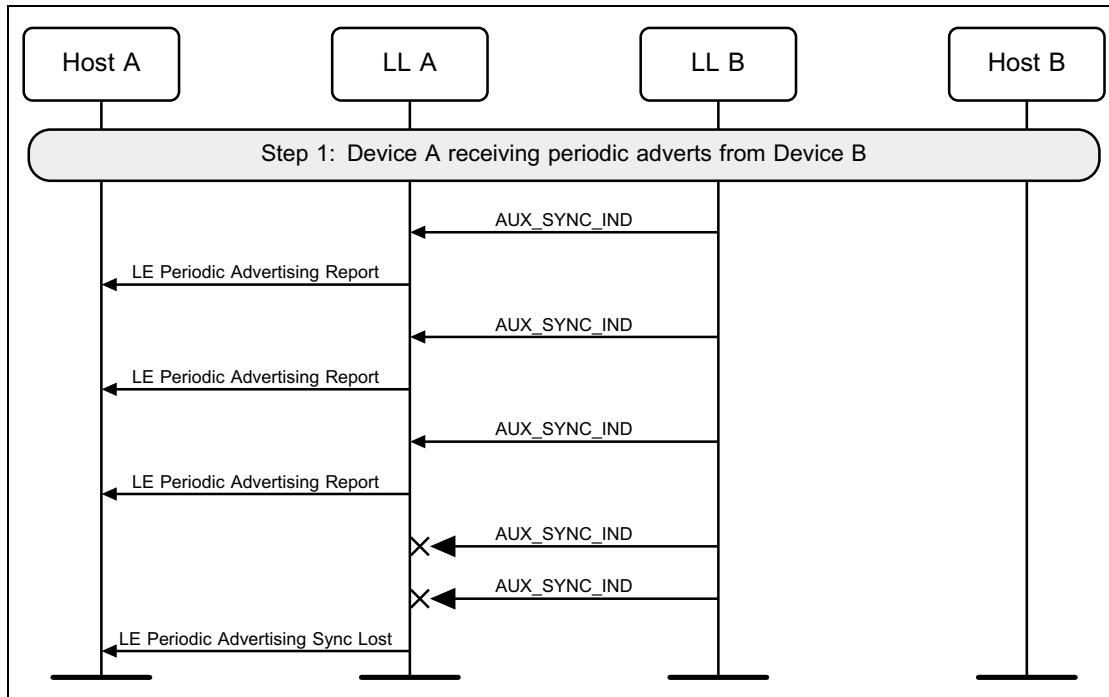 Host A
LL A
LL B
Host B
Step 1: Device A receiving periodic adverts from Device B
AUX_SYNC_IND
LE Periodic Advertising Report
AUX_SYNC_IND
LE Periodic Advertising Report
AUX_SYNC_IND
LE Periodic Advertising Report
AUX_SYNC_IND
AUX_SYNC_IND
LE Periodic Advertising Sync Lost